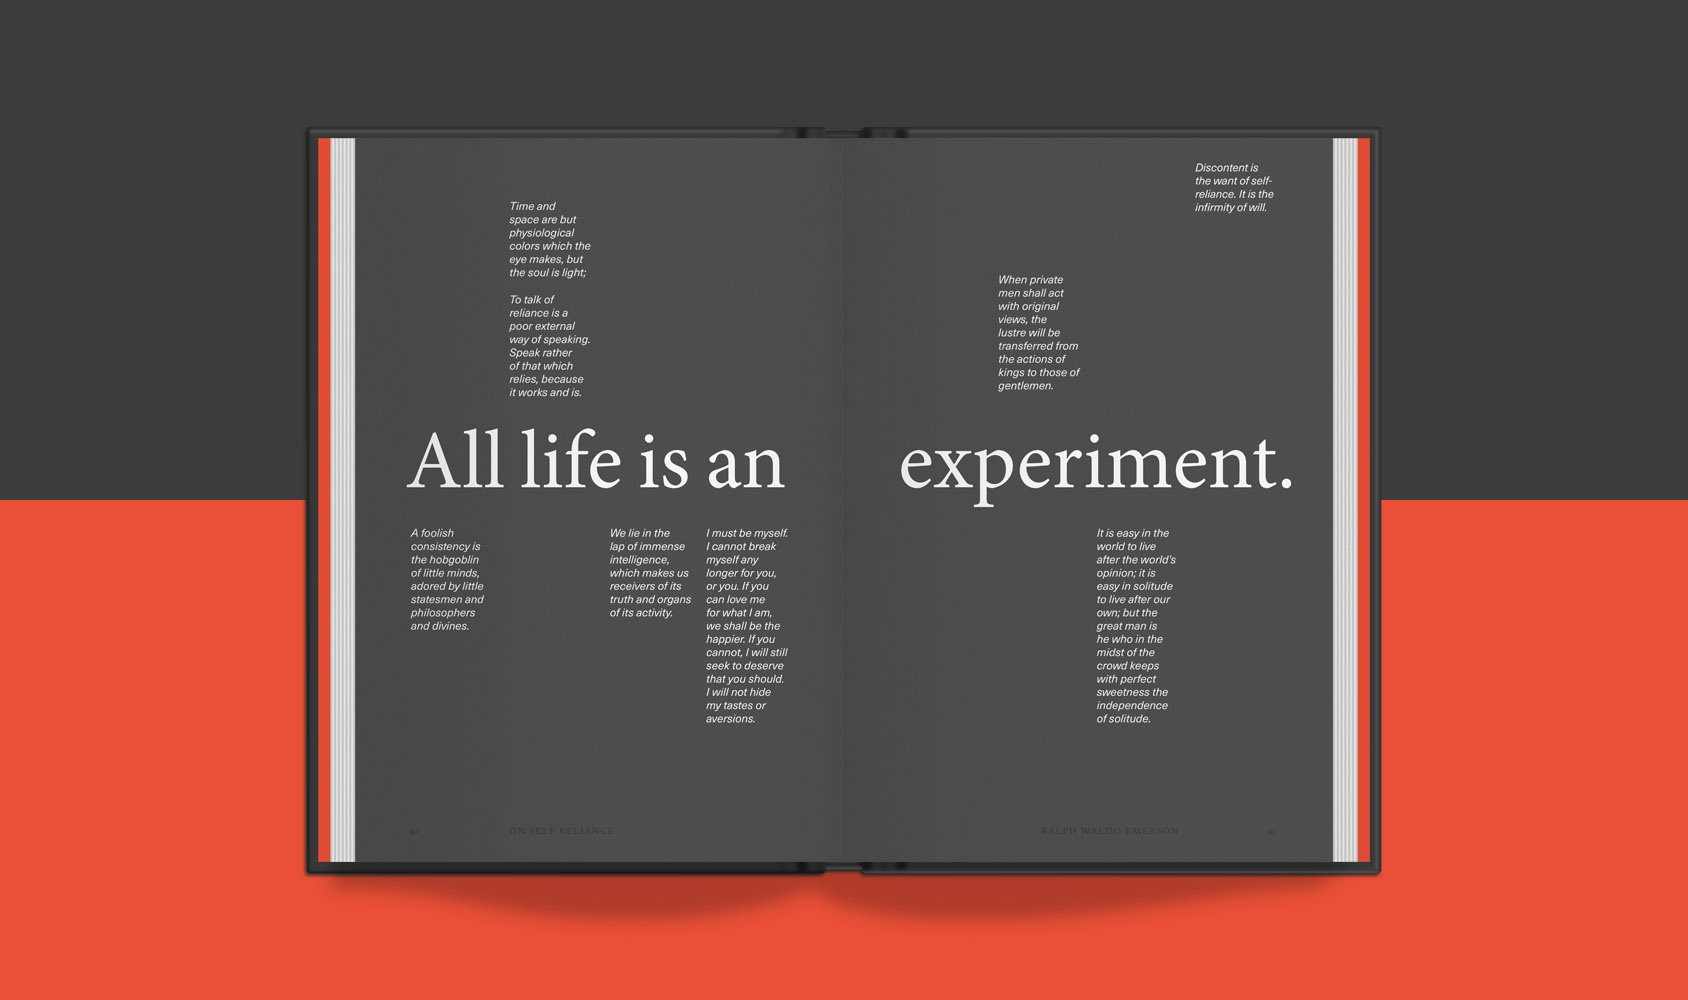 Time and
space are but
physiological
colors which the
eye makes, but
the soul is light;
To talk of
reliance is a
poor external
way of speaking.
Speak rather
of that which
relies, because
it works and is.
Discontent is
the want of self-
reliance. It is the
infirmity of will.
When private
men shall act
with original
views, the
lustre will be
transferred from
the actions of
kings to those of
gentlemen.
All life is an experiment.
A foolish
consistency is
the hobgoblin
of little minds,
adored by little
statesmen and
philosophers
and divines.
We lie in the
lap of immense
intelligence,
which makes us
receivers of its
truth and organs
of its activity.
I must be myself.
I cannot break
myself any
longer for you,
or you. If you
can love me
for what I am,
we shall be the
happier. If you
cannot, I will still
seek to deserve
that you should.
I will not hide
my tastes or
aversions.
It is easy in the
world to live
after the world's
opinion; it is
easy in solitude
to live after our
own; but the
great man is
he who in the
midst of the
crowd keeps
with perfect
sweetness the
independence
of solitude.
ON SELF RELIANCE
RALPH WALDO EMERSON